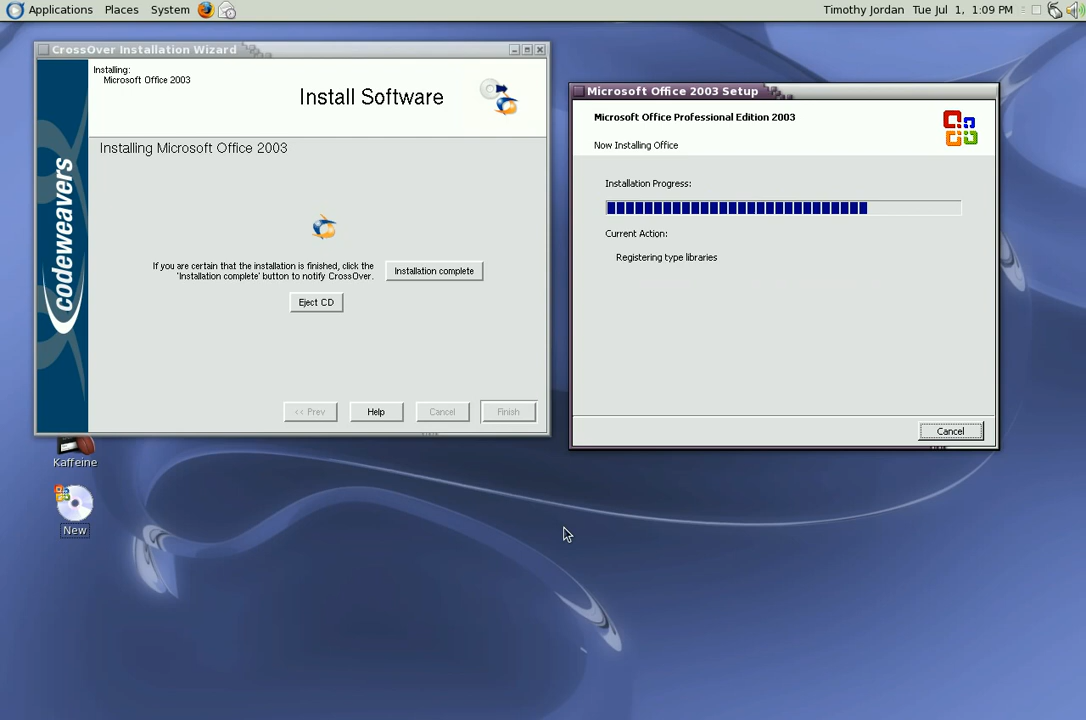 Applications Places System
Timothy Jordan Tue Jul 1, 1:09 PM
CrossOver Installation Wizard
Installing:
Microsoft Office 2003
Install Software
Installing Microsoft Office 2003
codeweavers
If you are certain that the installation is finished, click the
'Installation complete' button to notify CrossOver.
Installation complete
Eject CD
<< Prev
Help
Cancel
Finish
Microsoft Office 2003 Setup
Microsoft Office Professional Edition 2003
Now Installing Office
Installation Progress:
Current Action:
Registering type libraries
Cancel
Kaffeine
New